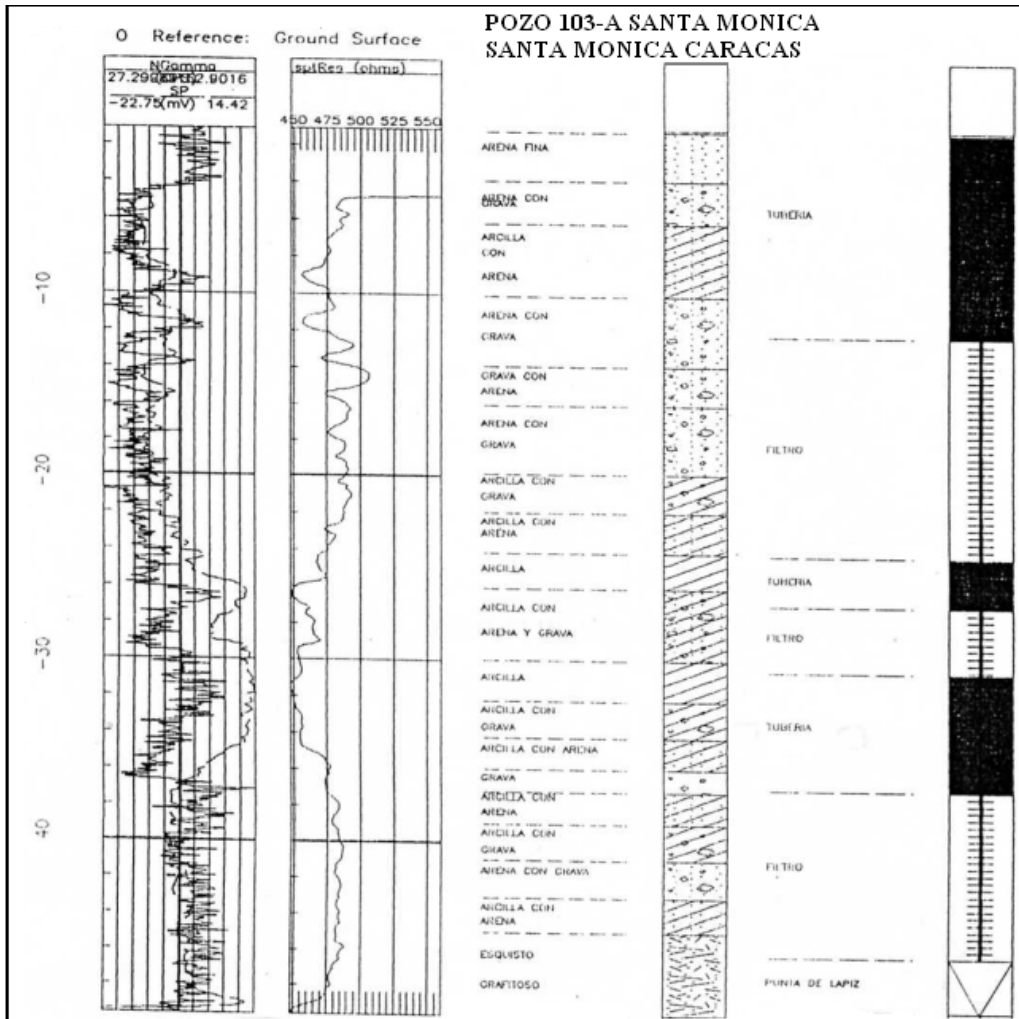 POZO 103-A SANTA MONICA
SANTA MONICA CARACAS
0 Reference: Ground Surface
NGamma
SP
-22.75(mV) 14.42
sptRes (ohms)
450 475 500 525 550
-10
-20
-30
-40
ARENA FINA
ARENA CON
GRAVA
ARCILLA
CON
ARENA
ARENA CON
GRAVA
GRAVA CON
ARENA
ARENA CON
GRAVA
ARCILLA CON
GRAVA
ARCILLA CON
ARENA
ARCILLA
ARCILLA CON
ARENA Y GRAVA
ARCILLA
ARCILLA CON
GRAVA
ARCILLA CON ARENA
GRAVA
ARCILLA CON
ARENA
ARCILLA CON
GRAVA
ARENA CON GRAVA
ARCILLA CON
ARENA
ESQUISTO
GRAFITOSO
TUBERIA
FILTRO
TUBERIA
FILTRO
TUBERIA
FILTRO
PUNTA DE LAPIZ